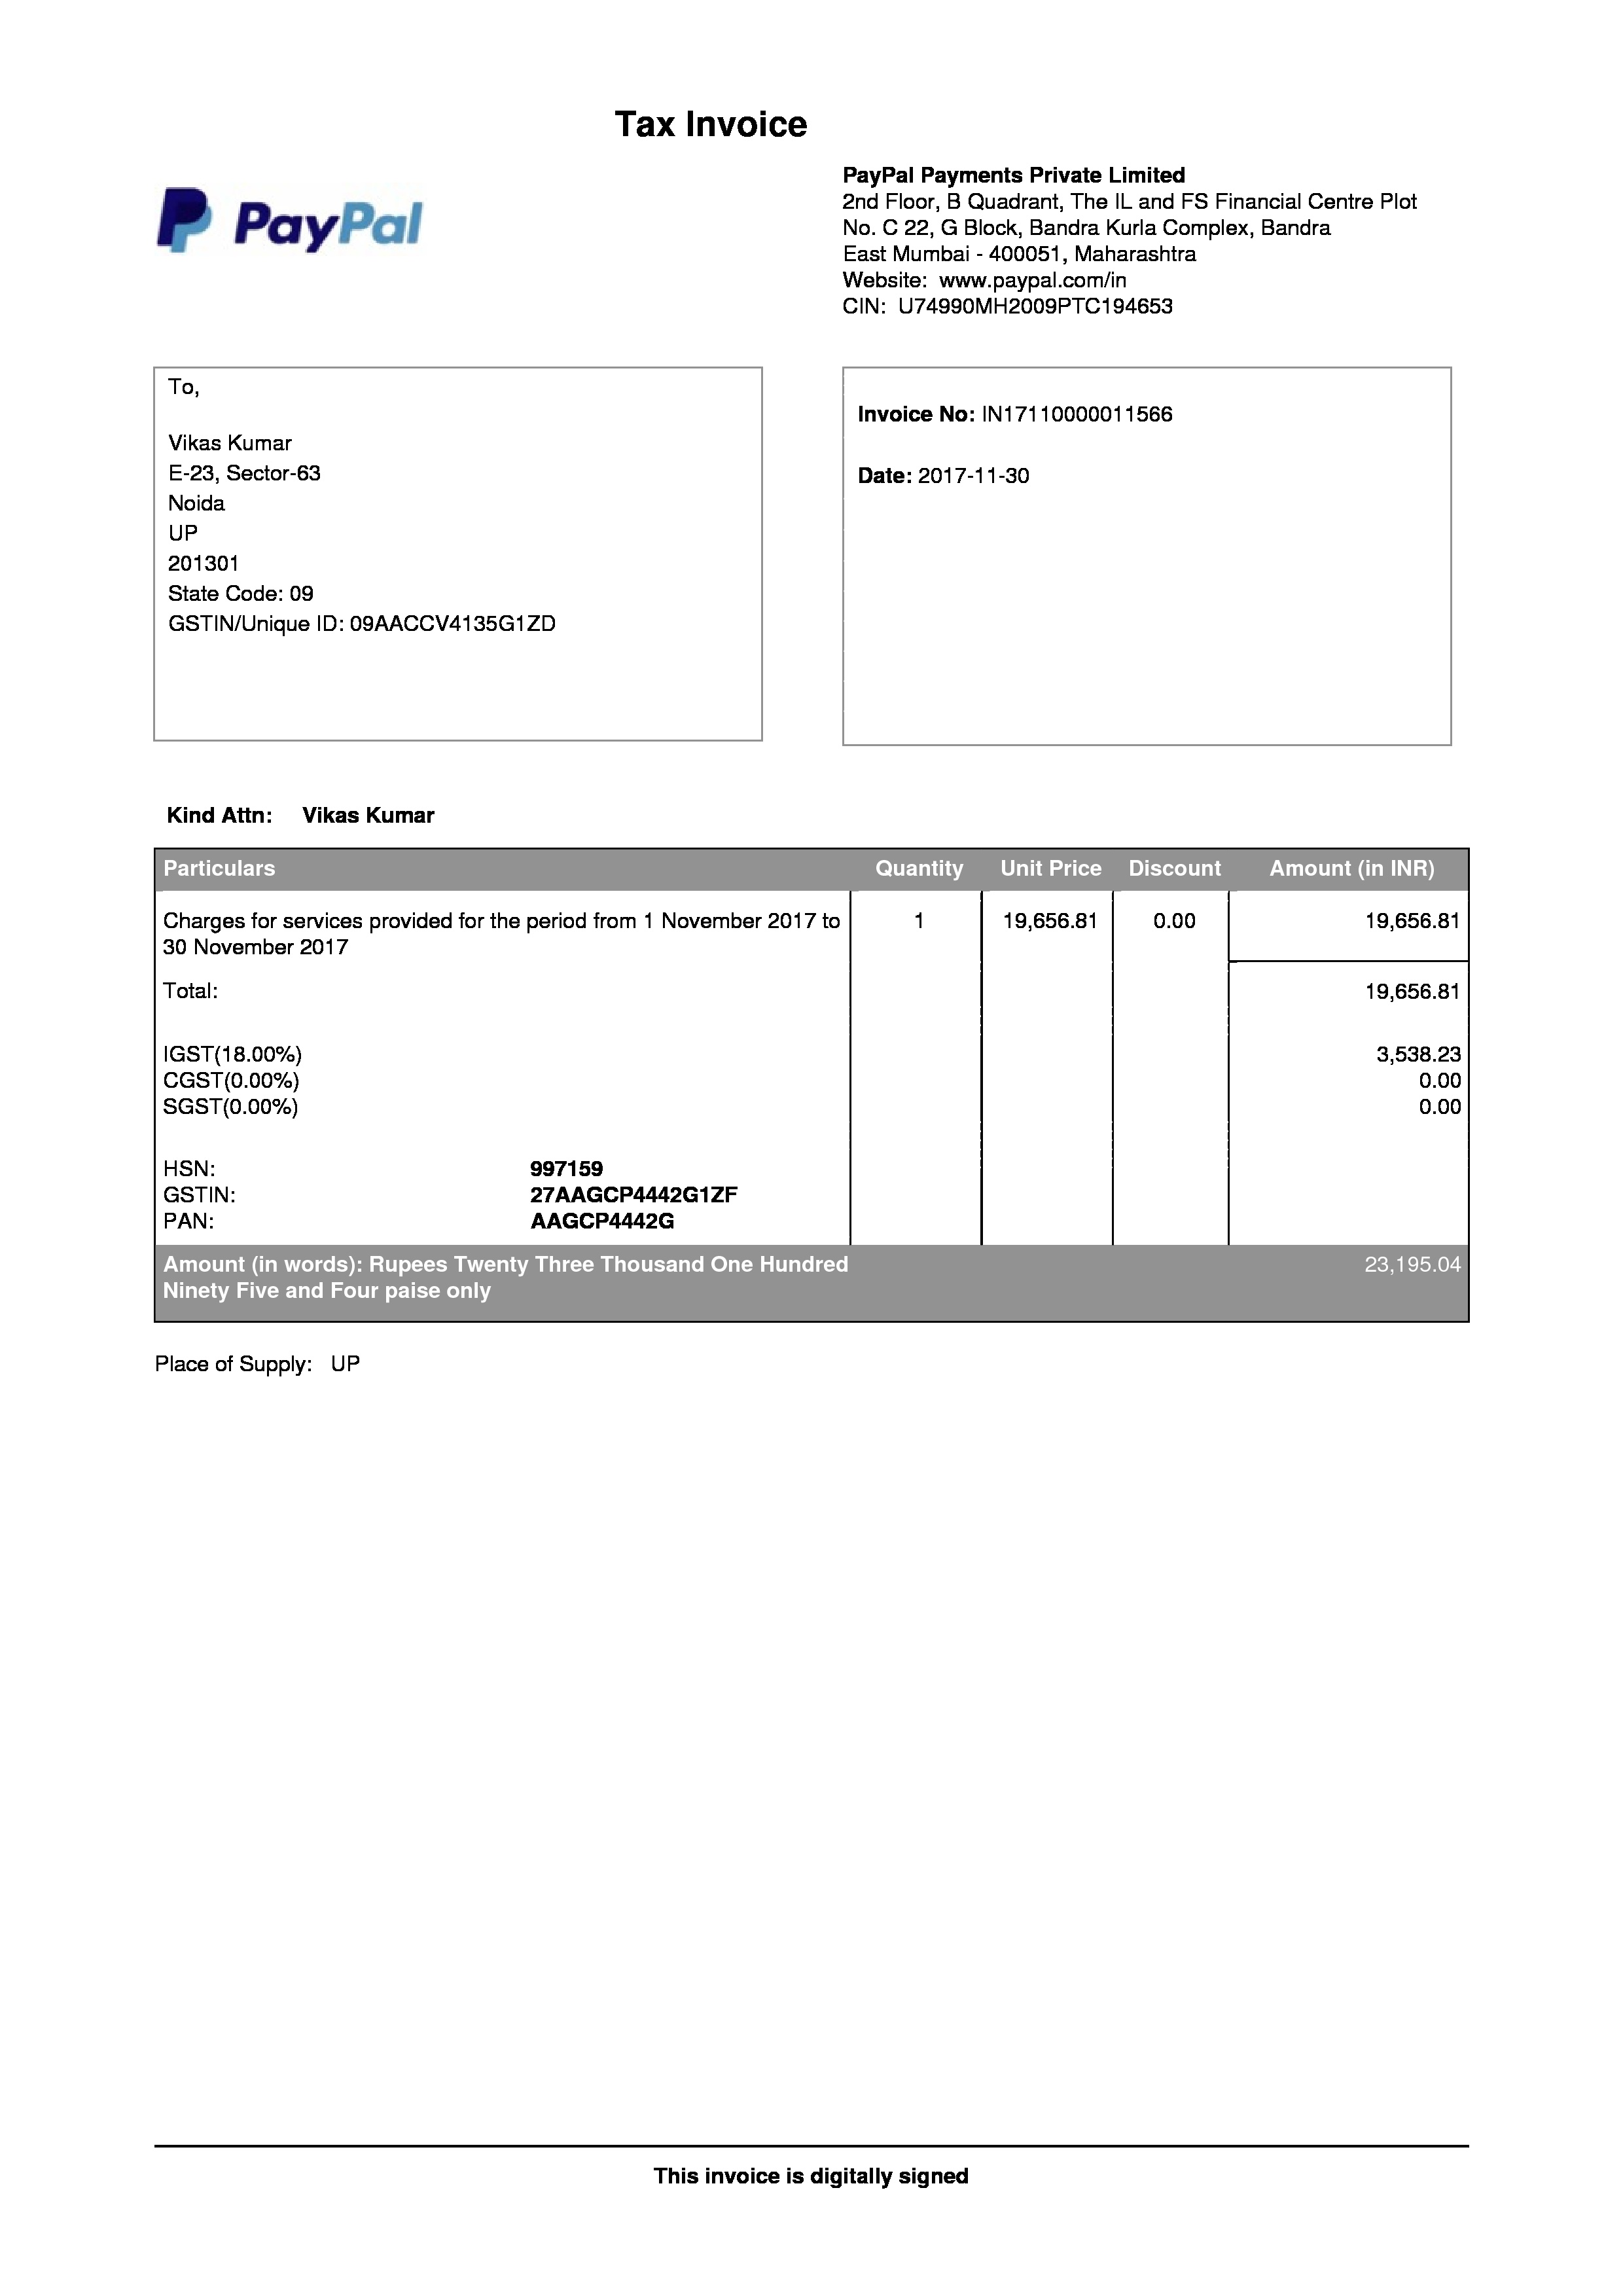 Tax Invoice
PayPal
PayPal Payments Private Limited
2nd Floor, B Quadrant, The IL and FS Financial Centre Plot
No. C 22, G Block, Bandra Kurla Complex, Bandra
East Mumbai - 400051, Maharashtra
Website: www.paypal.com/in
CIN: U74990MH2009PTC194653
To,
Vikas Kumar
E-23, Sector-63
Noida
UP
201301
State Code: 09
GSTIN/Unique ID: 09AACCV4135G1ZD
Invoice No: IN17110000011566
Date: 2017-11-30
Kind Attn: Vikas Kumar
Particulars Quantity Unit Price Discount Amount (in INR)
Charges for services provided for the period from 1 November 2017 to 1 19,656.81 0.00 19,656.81
30 November 2017
Total: 19,656.81
IGST(18.00%) 3,538.23
CGST(0.00%) 0.00
SGST(0.00%) 0.00
HSN: 997159
GSTIN: 27AAGCP4442G1ZF
PAN: AAGCP4442G
Amount (in words): Rupees Twenty Three Thousand One Hundred 23,195.04
Ninety Five and Four paise only
Place of Supply: UP
This invoice is digitally signed